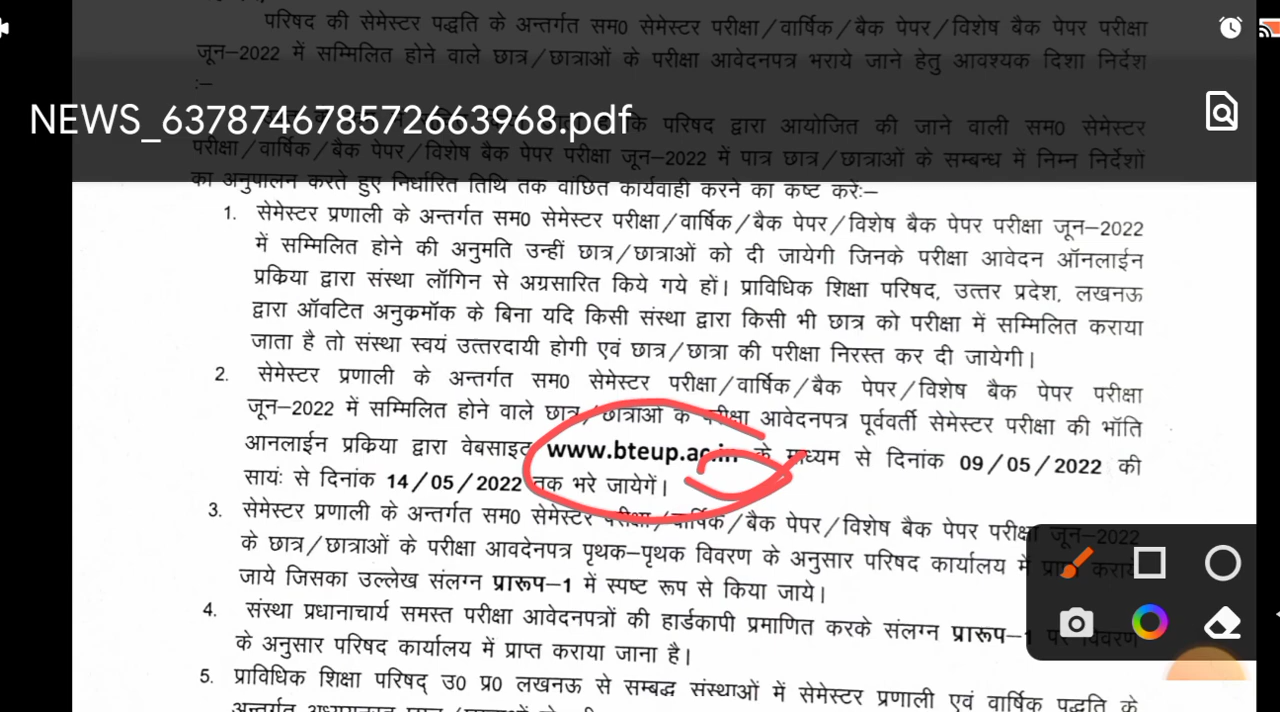 परिषद की सेमेस्टर पद्धति के अन्तर्गत सम0 सेमेस्टर परीक्षा/वार्षिक/बैक पेपर/विशेष बैक पेपर परीक्षा
जून-2022 में सम्मिलित होने वाले छात्र/छात्राओं के परीक्षा आवेदनपत्र भराये जाने हेतु आवश्यक दिशा निर्देश
:-
NEWS_637874678572663968.pdf
कि परिषद द्वारा आयोजित की जाने वाली सम0 सेमेस्टर
परीक्षा/वार्षिक/बैक पेपर/विशेष बैक पेपर परीक्षा जून-2022 में पात्र छात्र/छात्राओं के सम्बन्ध में निम्न निर्देशों
का अनुपालन करते हुए निर्धारित तिथि तक वांछित कार्यवाही करने का कष्ट करेंः-
1. सेमेस्टर प्रणाली के अन्तर्गत सम0 सेमेस्टर परीक्षा/वार्षिक/बैक पेपर/विशेष बैक पेपर परीक्षा जून-2022
में सम्मिलित होने की अनुमति उन्हीं छात्र/छात्राओं को दी जायेगी जिनके परीक्षा आवेदन ऑनलाईन
प्रकिया द्वारा संस्था लॉगिन से अग्रसारित किये गये हों। प्राविधिक शिक्षा परिषद, उत्तर प्रदेश, लखनऊ
द्वारा ऑवटित अनुक्रमॉक के बिना यदि किसी संस्था द्वारा किसी भी छात्र को परीक्षा में सम्मिलित कराया
जाता है तो संस्था स्वयं उत्तरदायी होगी एवं छात्र/छात्रा की परीक्षा निरस्त कर दी जायेगी।
2. सेमेस्टर प्रणाली के अन्तर्गत सम0 सेमेस्टर परीक्षा/वार्षिक/बैक पेपर/विशेष बैक पेपर परीक्षा
जून-2022 में सम्मिलित होने वाले छात्र/छात्राओं के परीक्षा आवेदनपत्र पूर्ववर्ती सेमेस्टर परीक्षा की भॉति
आनलाईन प्रकिया द्वारा वेबसाइट www.bteup.ac.in के माध्यम से दिनांक 09/05/2022 की
सायंः से दिनांक 14/05/2022 तक भरे जायेगें।
3. सेमेस्टर प्रणाली के अन्तर्गत सम0 सेमेस्टर परीक्षा/वार्षिक/बैक पेपर/विशेष बैक पेपर परीक्षा जून-2022
के छात्र/छात्राओं के परीक्षा आवदेनपत्र पृथक-पृथक विवरण के अनुसार परिषद कार्यालय में प्राप्त कराये
जाये जिसका उल्लेख संलग्न प्रारूप-1 में स्पष्ट रूप से किया जाये।
4. संस्था प्रधानाचार्य समस्त परीक्षा आवेदनपत्रों की हार्डकापी प्रमाणित करके संलग्न प्रारूप-1 पर विवरण
के अनुसार परिषद कार्यालय में प्राप्त कराया जाना है।
5. प्राविधिक शिक्षा परिषद् उ0 प्र0 लखनऊ से सम्बद्ध संस्थाओं में सेमेस्टर प्रणाली एवं वार्षिक पद्धति के